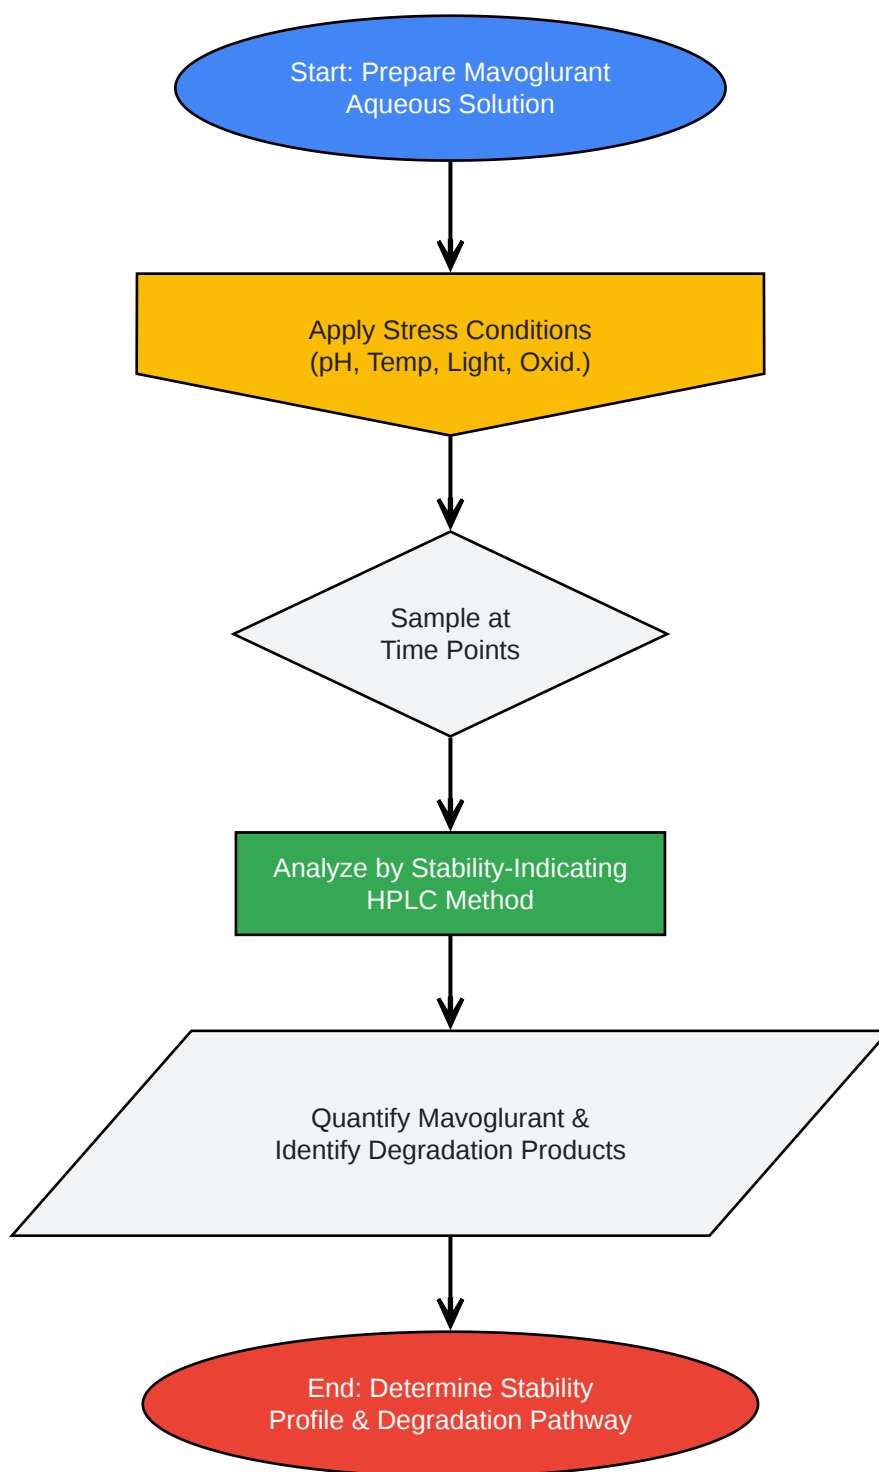 Start: Prepare Mavoglurant
Aqueous Solution
Apply Stress Conditions
(pH, Temp, Light, Oxid.)
Sample at
Time Points
Analyze by Stability-Indicating
HPLC Method
Quantify Mavoglurant &
Identify Degradation Products
End: Determine Stability
Profile & Degradation Pathway